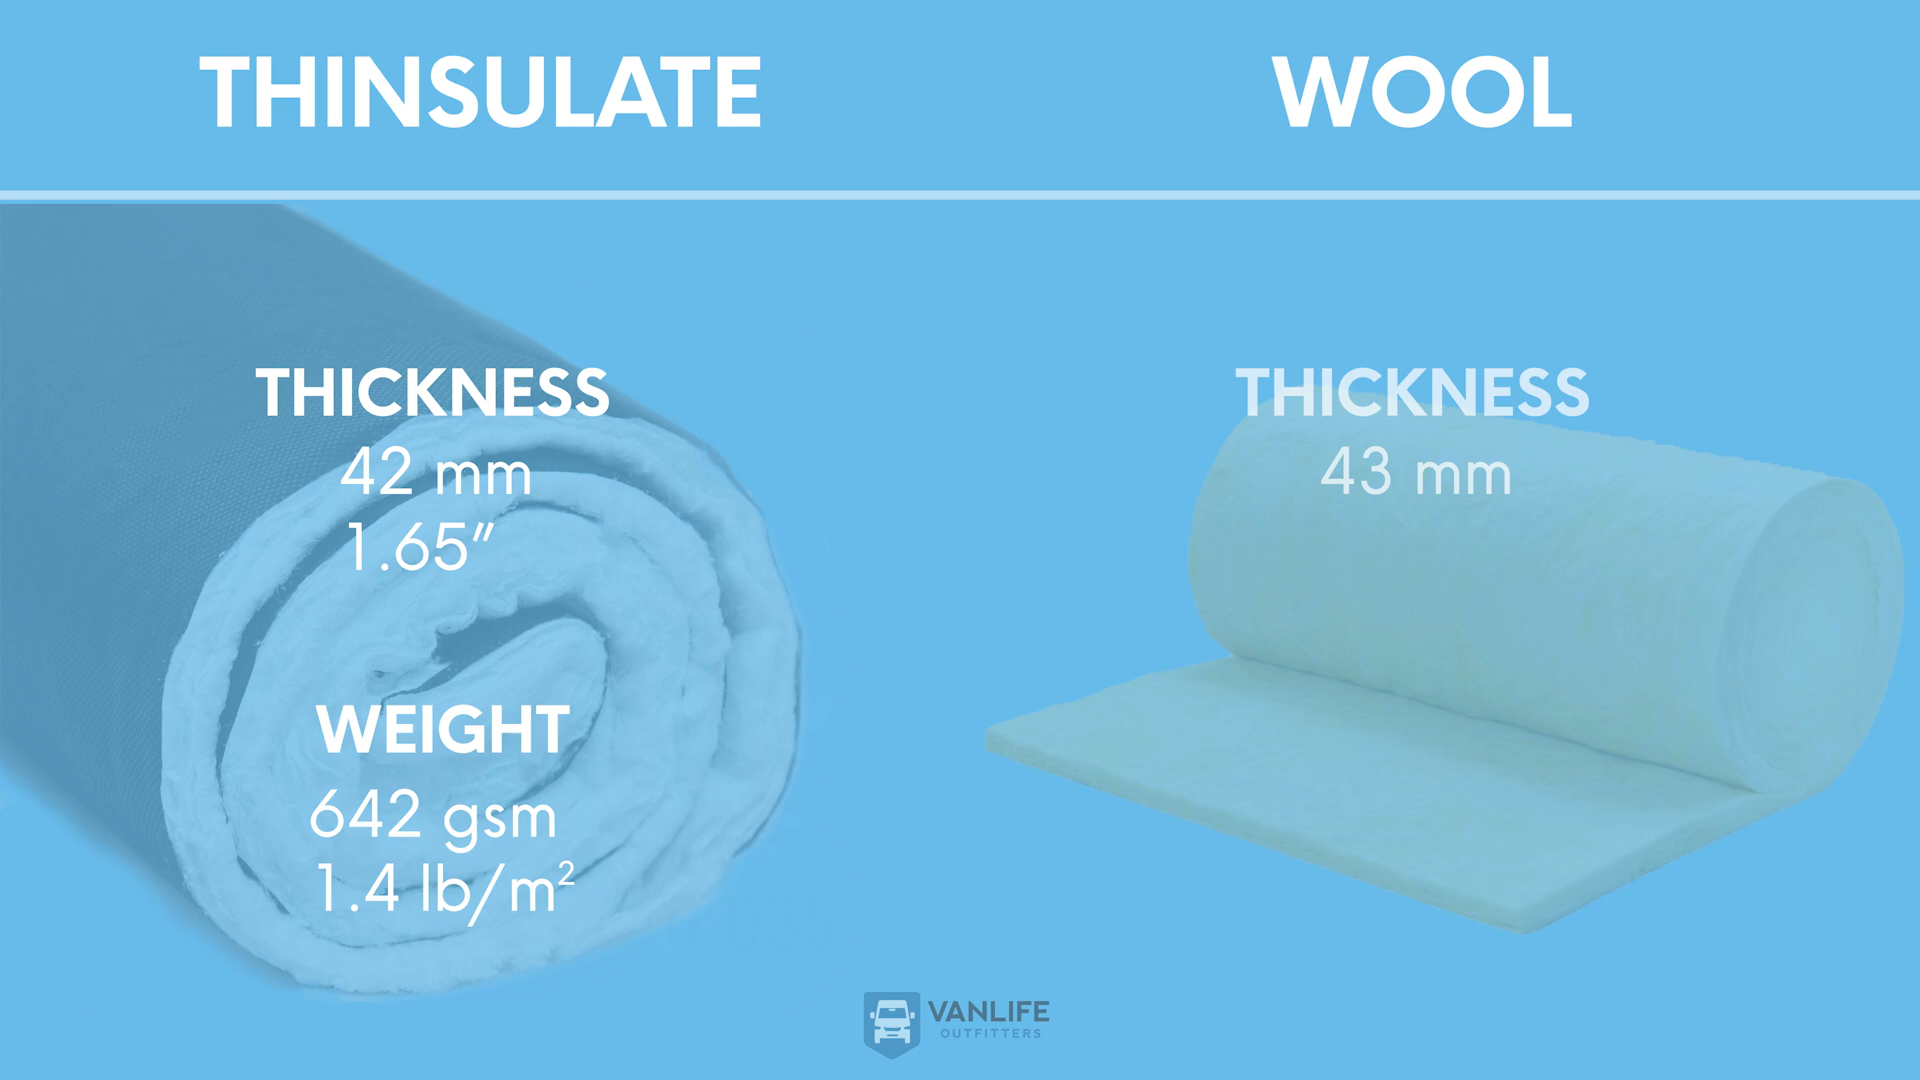 THINSULATE
WOOL
THICKNESS
42 mm
1.65”
WEIGHT
642 gsm
1.4 lb/m²
THICKNESS
43 mm
VANLIFE
OUTFITTERS